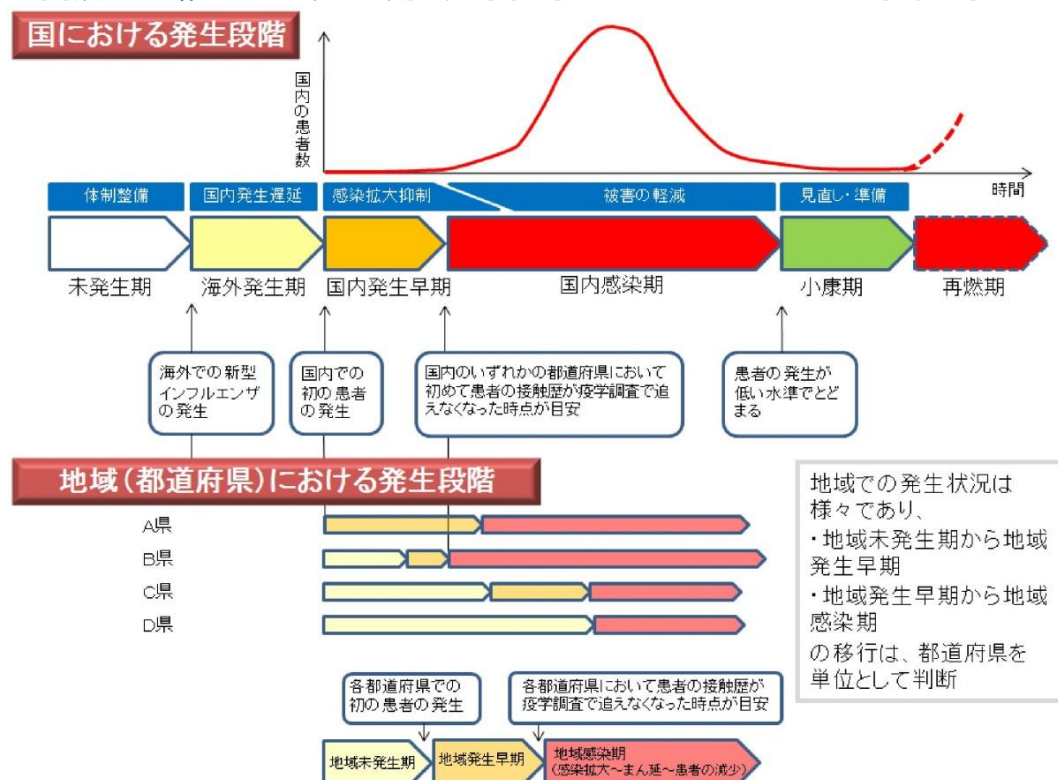 国における発生段階
国内の患者数
時間
体制整備
国内発生遅延
感染拡大抑制
被害の軽減
見直し・準備
未発生期
海外発生期
国内発生早期
国内感染期
小康期
再燃期
海外での新型
インフルエンザ
の発生
国内での
初の患者
の発生
国内のいずれかの都道府県において
初めて患者の接触歴が疫学調査で追
えなくなった時点が目安
患者の発生が
低い水準でとど
まる
地域(都道府県)における発生段階
A県
B県
C県
D県
地域での発生状況は
様々であり、
・地域未発生期から地域
発生早期
・地域発生早期から地域
感染期
の移行は、都道府県を
単位として判断
各都道府県での
初の患者の発生
各都道府県において患者の接触歴が
疫学調査で追えなくなった時点が目安
地域未発生期
地域発生早期
地域感染期
(感染拡大~まん延~患者の減少)